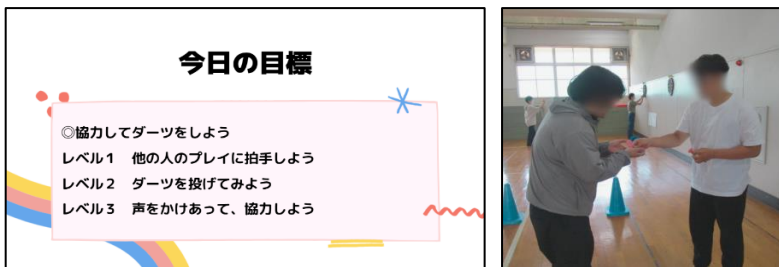 今日の目標
◎協力してダーツをしよう
レベル１　他の人のプレイに拍手しよう
レベル２　ダーツを投げてみよう
レベル３　声をかけあって、協力しよう